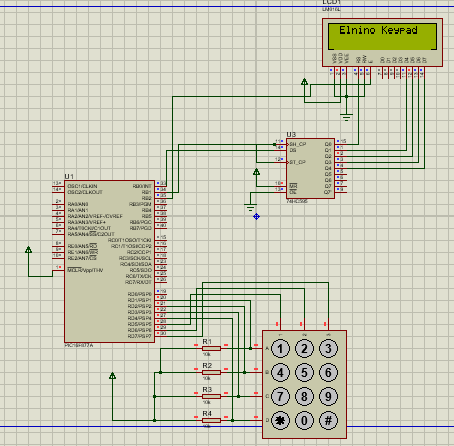 LCD1
LM016L
Elnino Keypad
VSS
VDD
VEE
RS
RW
E
D0
D1
D2
D3
D4
D5
D6
D7
U3
SH_CP
DS
ST_CP
MR
OE
Q0
Q1
Q2
Q3
Q4
Q5
Q6
Q7
Q7'
74HC595
U1
OSC1/CLKIN
OSC2/CLKOUT
RA0/AN0
RA1/AN1
RA2/AN2/VREF-/CVREF
RA3/AN3/VREF+
RA4/T0CKI/C1OUT
RA5/AN4/SS/C2OUT
RE0/AN5/RD
RE1/AN6/WR
RE2/AN7/CS
MCLR/Vpp/THV
RB0/INT
RB1
RB2
RB3/PGM
RB4
RB5
RB6/PGC
RB7/PGD
RC0/T1OSO/T1CKI
RC1/T1OSI/CCP2
RC2/CCP1
RC3/SCK/SCL
RC4/SDI/SDA
RC5/SDO
RC6/TX/CK
RC7/RX/DT
RD0/PSP0
RD1/PSP1
RD2/PSP2
RD3/PSP3
RD4/PSP4
RD5/PSP5
RD6/PSP6
RD7/PSP7
PIC16F877A
R1
10k
R2
10k
R3
10k
R4
10k
1 2 3
A 1 2 3
B 4 5 6
C 7 8 9
D * 0 #